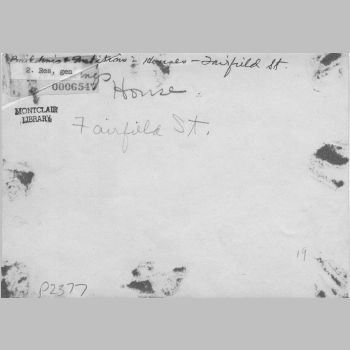 Buildings & Institutions - Houses - Fairfield St.
2. Res, gen
0006547
House
MONTCLAIR
LIBRARY
Fairfield St.
19
P2377